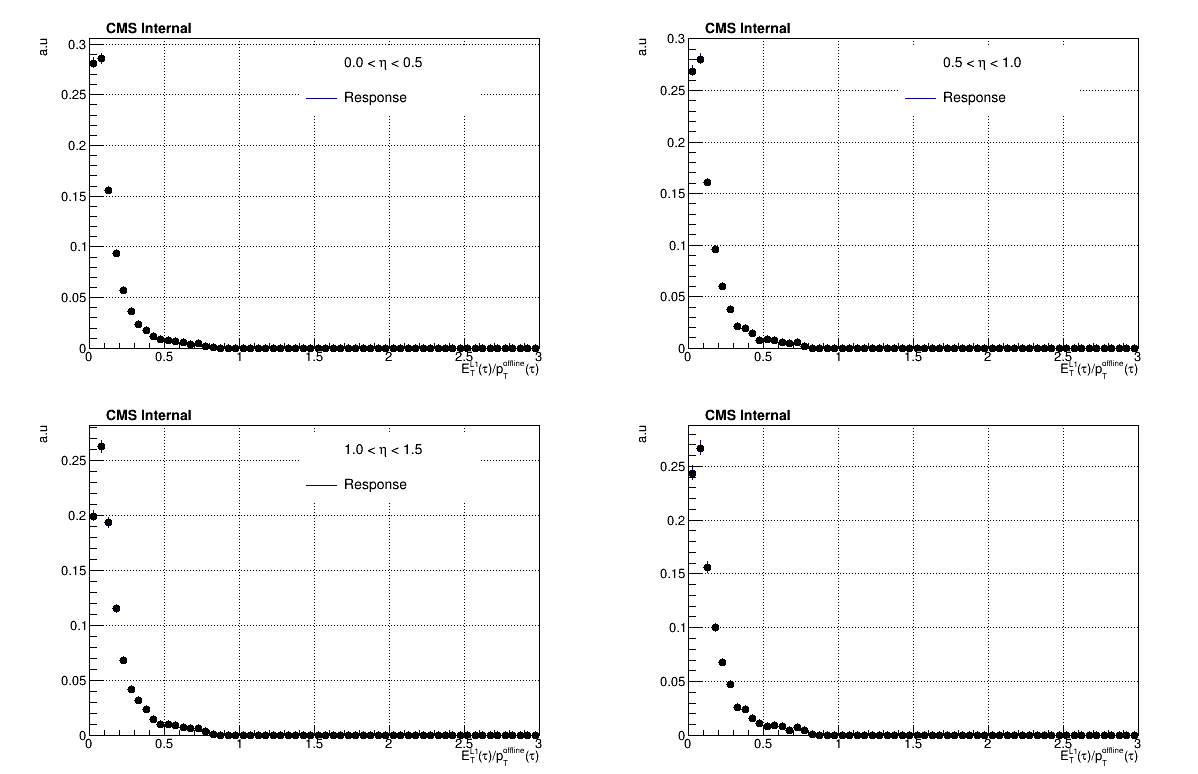 CMS Internal
a.u
0.0 < η < 0.5
Response
0.3
0.25
0.2
0.15
0.1
0.05
0
0 0.5 1 1.5 2 2.5 3
E_T^L1(τ)/p_T^offline(τ)
CMS Internal
a.u
0.5 < η < 1.0
Response
0.3
0.25
0.2
0.15
0.1
0.05
0
0 0.5 1 1.5 2 2.5 3
E_T^L1(τ)/p_T^offline(τ)
CMS Internal
a.u
1.0 < η < 1.5
Response
0.25
0.2
0.15
0.1
0.05
0
0 0.5 1 1.5 2 2.5 3
E_T^L1(τ)/p_T^offline(τ)
CMS Internal
a.u
0.25
0.2
0.15
0.1
0.05
0
0 0.5 1 1.5 2 2.5 3
E_T^L1(τ)/p_T^offline(τ)